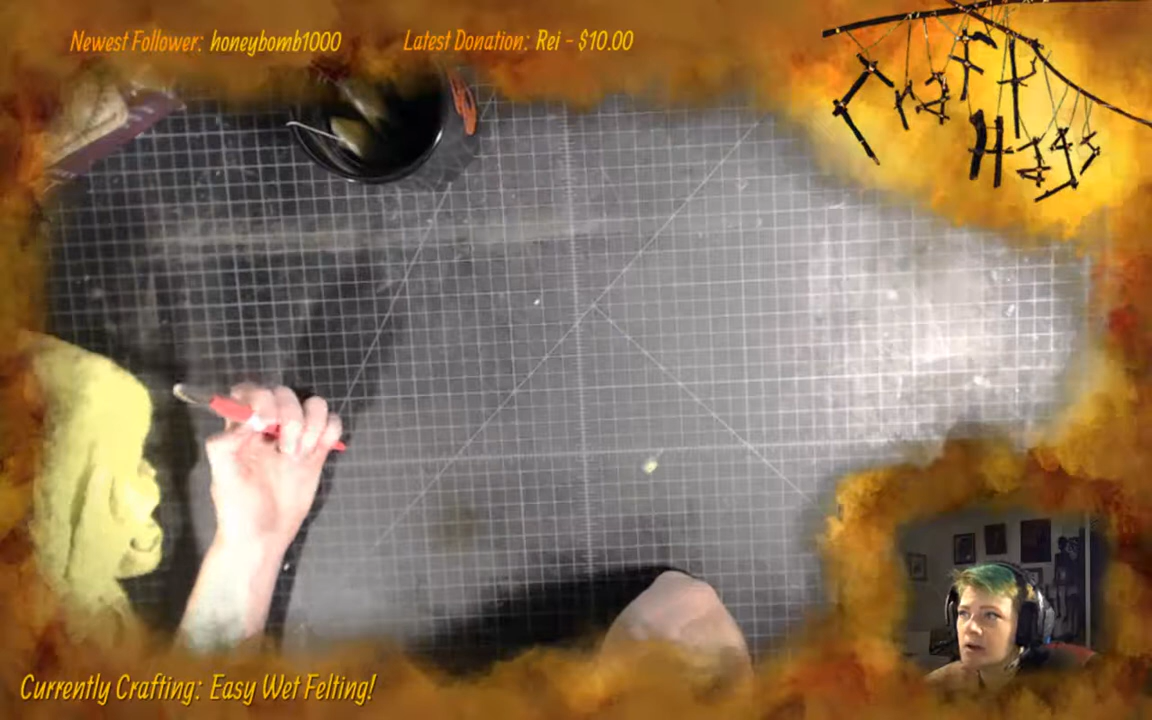 Newest Follower: honeybomb1000
Latest Donation: Rei - $10.00
Craft
Hags
Currently Crafting: Easy Wet Felting!